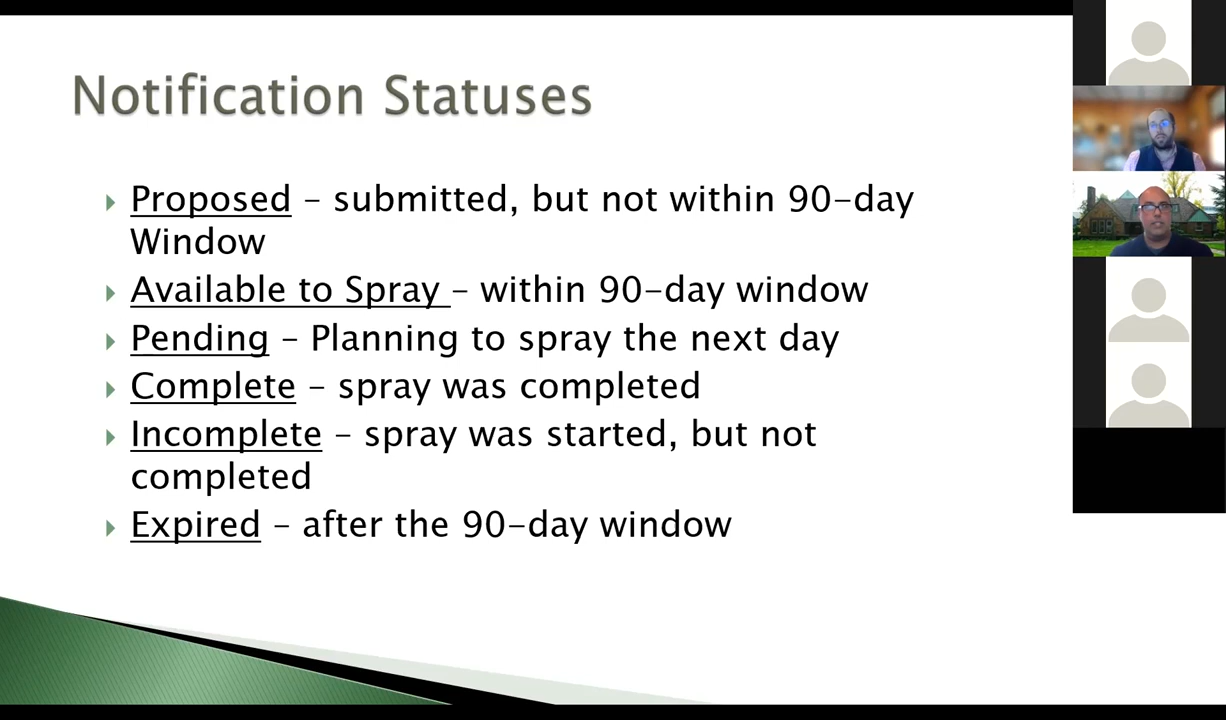 Notification Statuses
Proposed – submitted, but not within 90-day
Window
Available to Spray – within 90-day window
Pending – Planning to spray the next day
Complete – spray was completed
Incomplete – spray was started, but not
completed
Expired – after the 90-day window